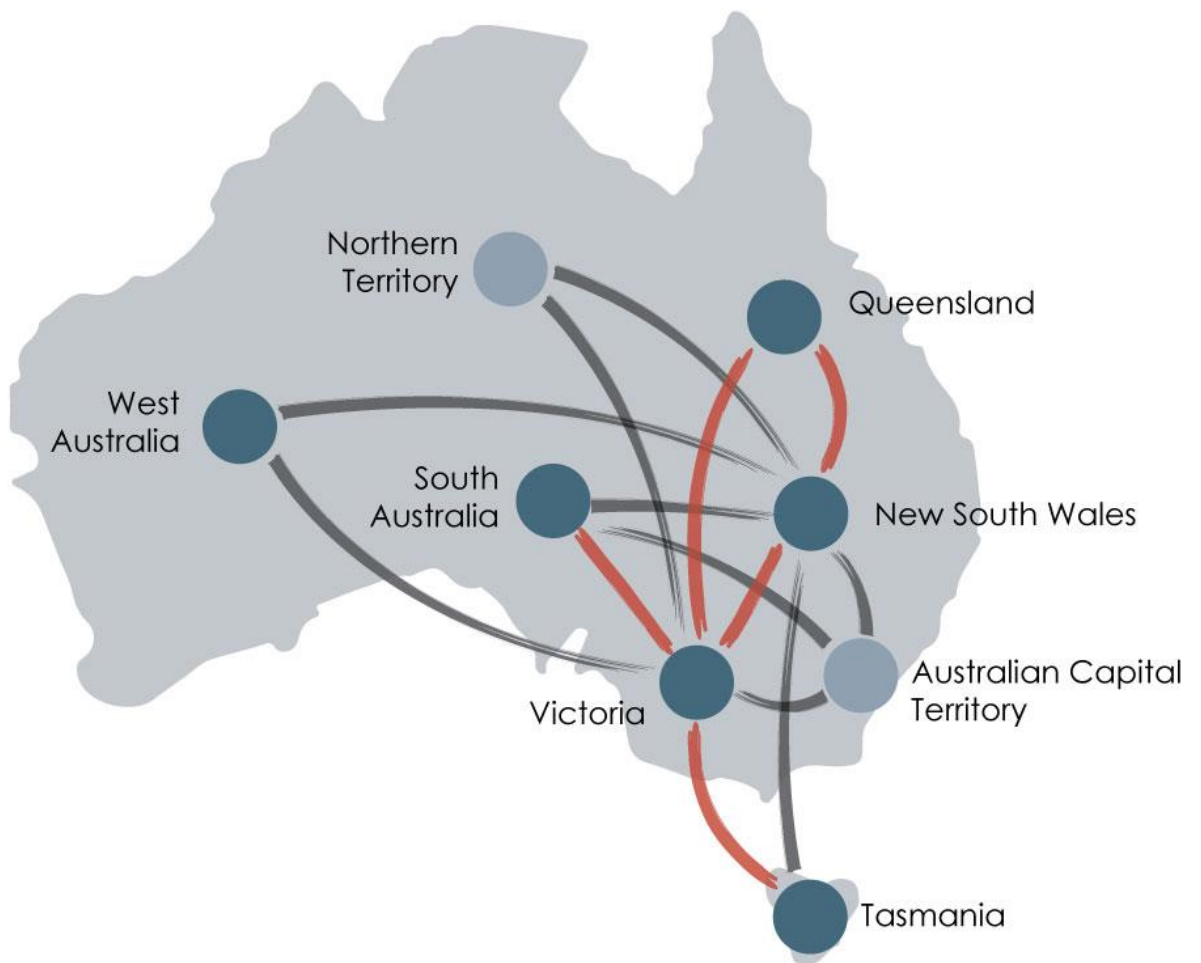 Northern
Territory
Queensland
West
Australia
South
Australia
New South Wales
Australian Capital
Territory
Victoria
Tasmania